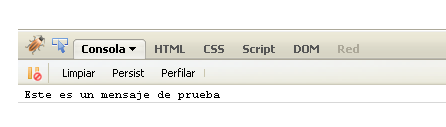 Consola HTML CSS Script DOM Red
Limpiar Persist Perfilar
Este es un mensaje de prueba